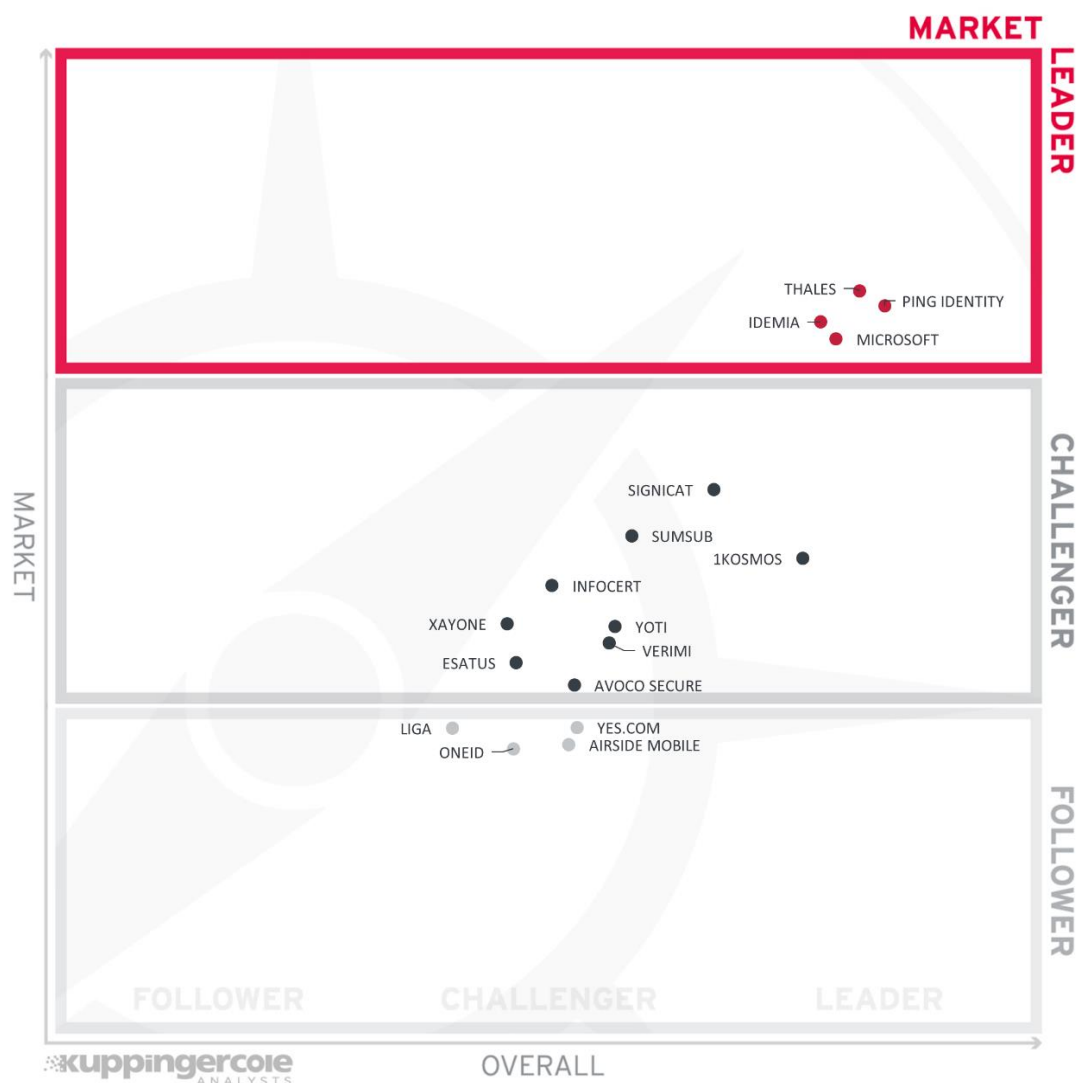 MARKET
LEADER
THALES
PING IDENTITY
IDEMIA
MICROSOFT
CHALLENGER
SIGNICAT
SUMSUB
1KOSMOS
MARKET
INFOCERT
XAYONE
YOTI
VERIMI
ESATUS
AVOCO SECURE
LIGA
YES.COM
ONEID
AIRSIDE MOBILE
FOLLOWER
FOLLOWER CHALLENGER LEADER
kuppingercole
ANALYSTS
OVERALL